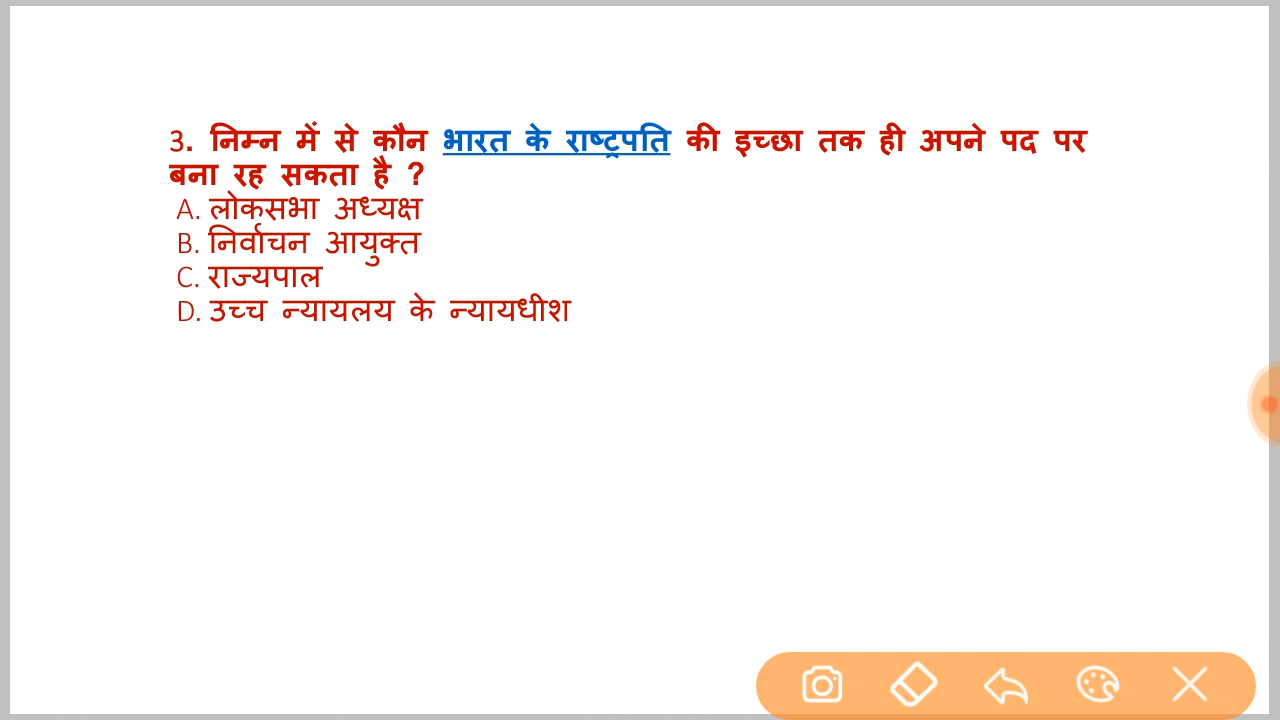 3. निम्न में से कौन भारत के राष्ट्रपति की इच्छा तक ही अपने पद पर
बना रह सकता है ?
A. लोकसभा अध्यक्ष
B. निर्वाचन आयुक्त
C. राज्यपाल
D. उच्च न्यायलय के न्यायधीश